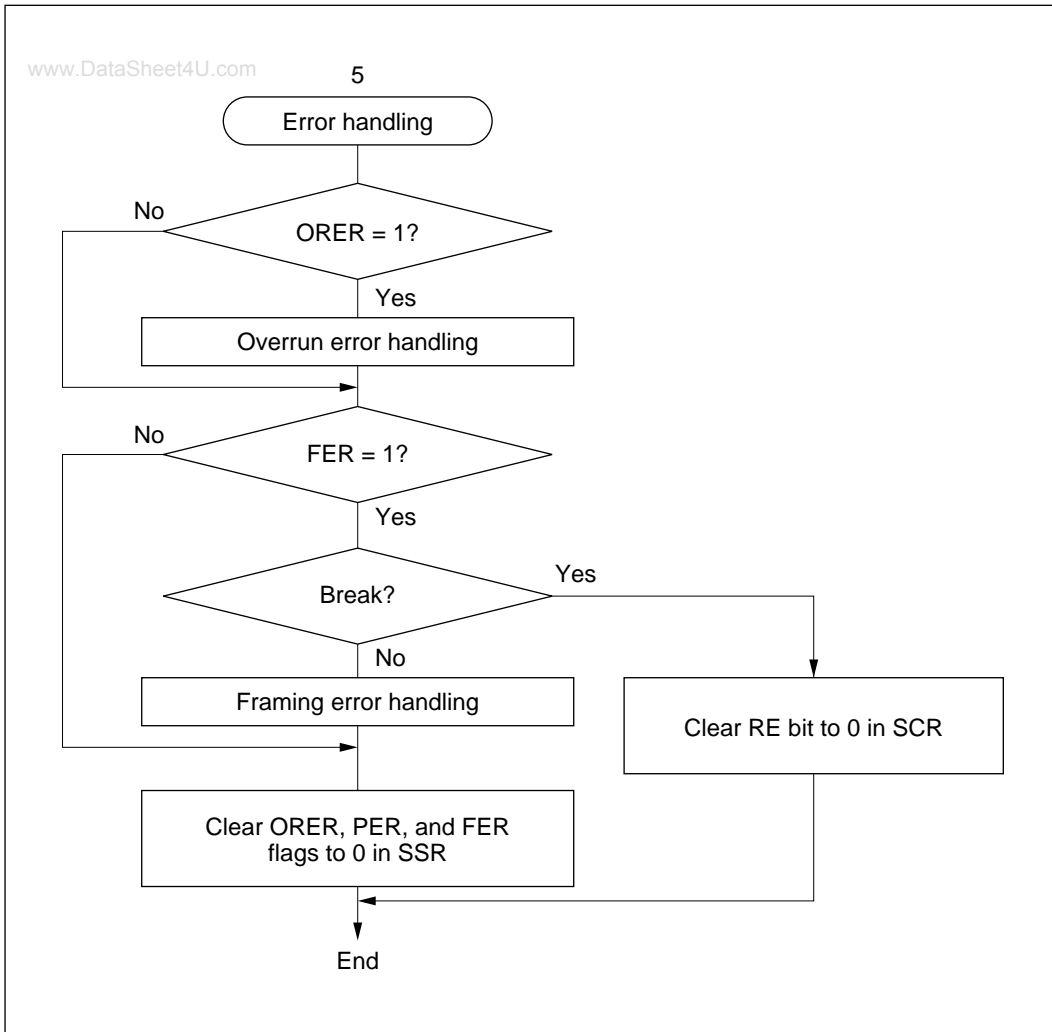 www.DataSheet4U.com
5
Error handling
No
ORER = 1?
Yes
Overrun error handling
No
FER = 1?
Yes
Break?
Yes
No
Framing error handling
Clear RE bit to 0 in SCR
Clear ORER, PER, and FER
flags to 0 in SSR
End